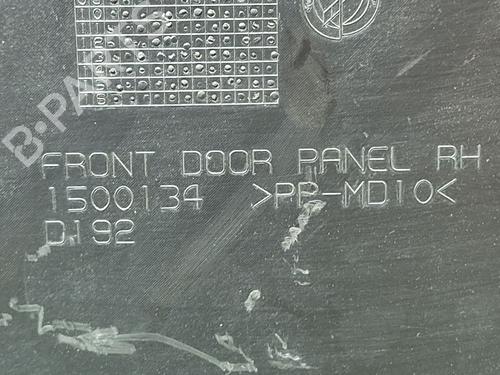 B-PARTS
FRONT DOOR PANEL RH
1500134 >PP-MD10<
D192